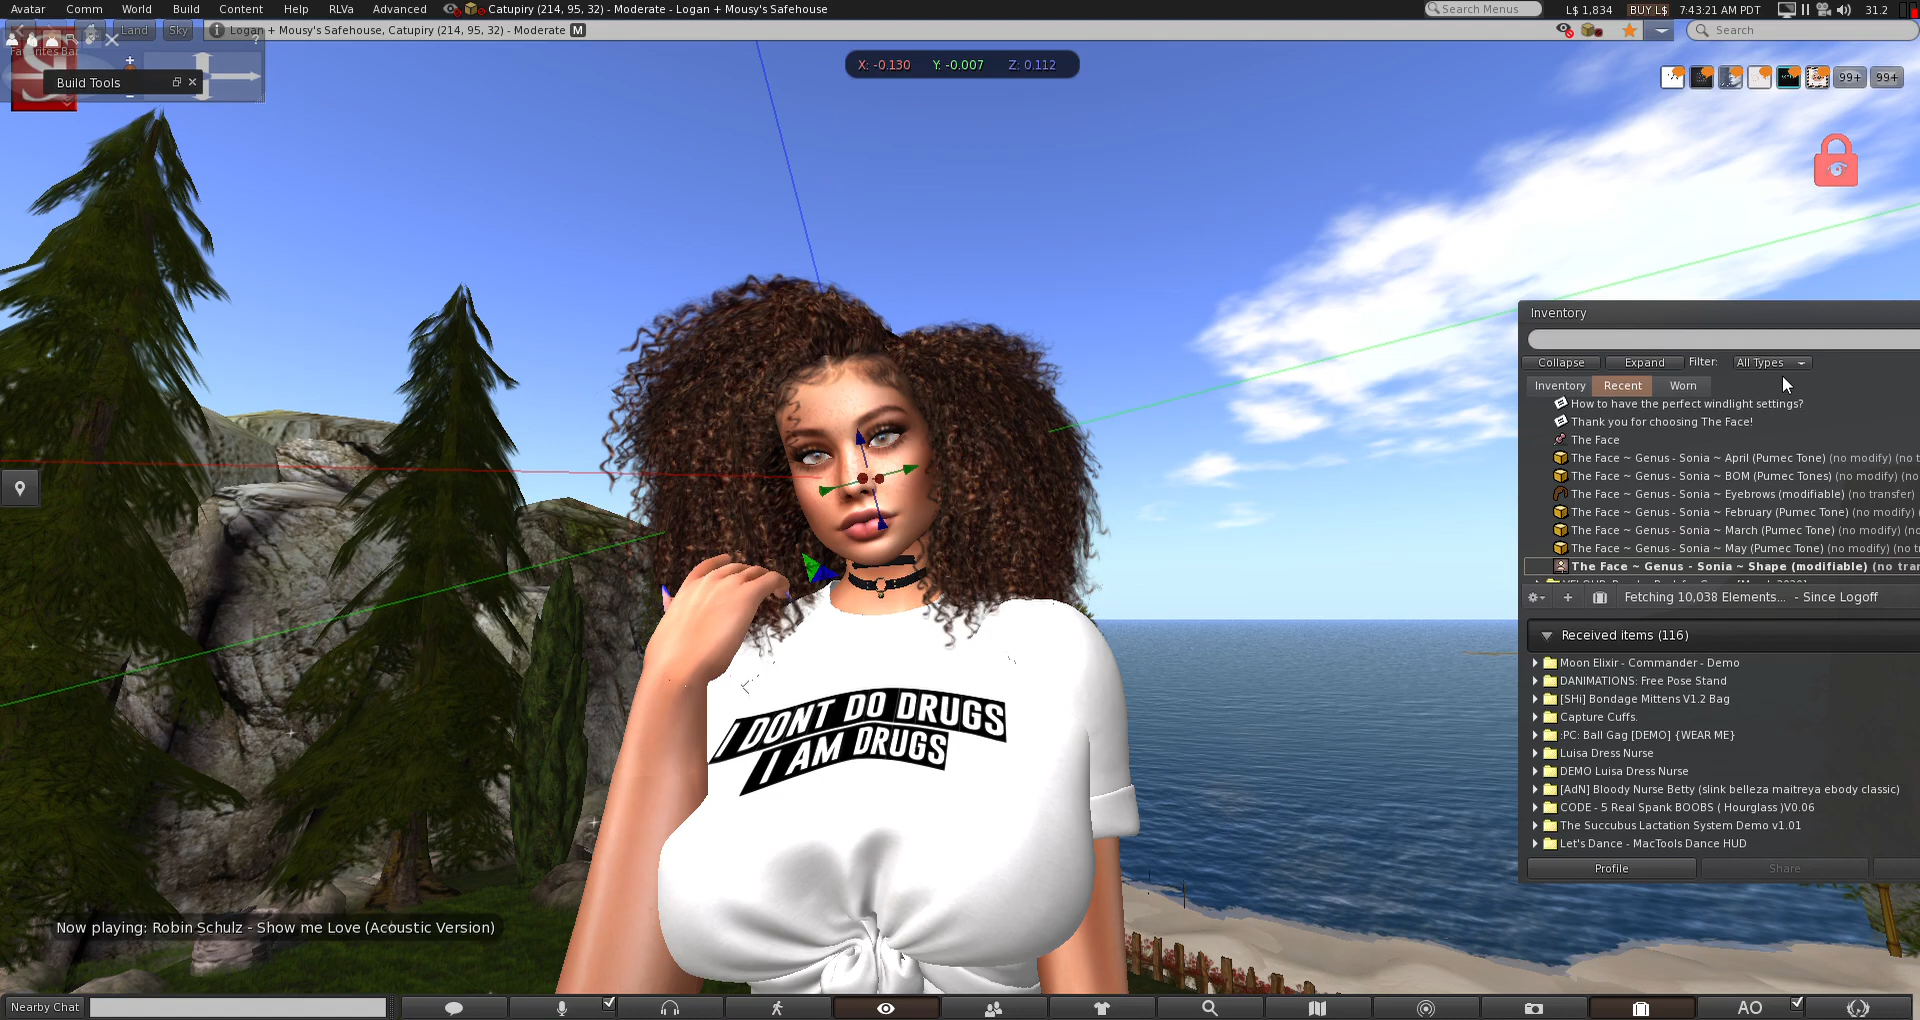 Avatar Comm World Build Content Help RLVa Advanced Catupiry (214, 95, 32) - Moderate - Logan + Mousy's Safehouse Search Menus L$ 1,834 BUY L$ 7:43:21 AM PDT 31.2
Land Sky Logan + Mousy's Safehouse, Catupiry (214, 95, 32) - Moderate M Search
Favorites Bar
X: -0.130 Y: -0.007 Z: 0.112
Build Tools
99+ 99+
Inventory
Collapse Expand Filter: All Types
Inventory Recent Worn
How to have the perfect windlight settings?
Thank you for choosing The Face!
The Face
The Face ~ Genus - Sonia ~ April (Pumec Tone) (no modify) (no t
The Face ~ Genus - Sonia ~ BOM (Pumec Tones) (no modify) (no
The Face ~ Genus - Sonia ~ Eyebrows (modifiable) (no transfer)
The Face ~ Genus - Sonia ~ February (Pumec Tone) (no modify)
The Face ~ Genus - Sonia ~ March (Pumec Tone) (no modify) (no
The Face ~ Genus - Sonia ~ May (Pumec Tone) (no modify) (no tr
The Face ~ Genus - Sonia ~ Shape (modifiable) (no tran
Fetching 10,038 Elements... - Since Logoff
Received items (116)
Moon Elixir - Commander - Demo
DANIMATIONS: Free Pose Stand
[SHi] Bondage Mittens V1.2 Bag
Capture Cuffs.
:PC: Ball Gag [DEMO] {WEAR ME}
Luisa Dress Nurse
DEMO Luisa Dress Nurse
[AdN] Bloody Nurse Betty (slink belleza maitreya ebody classic)
CODE - 5 Real Spank BOOBS ( Hourglass )V0.06
The Succubus Lactation System Demo v1.01
Let's Dance - MacTools Dance HUD
Profile Share
I DONT DO DRUGS
I AM DRUGS
Now playing: Robin Schulz - Show me Love (Acoustic Version)
Nearby Chat AO